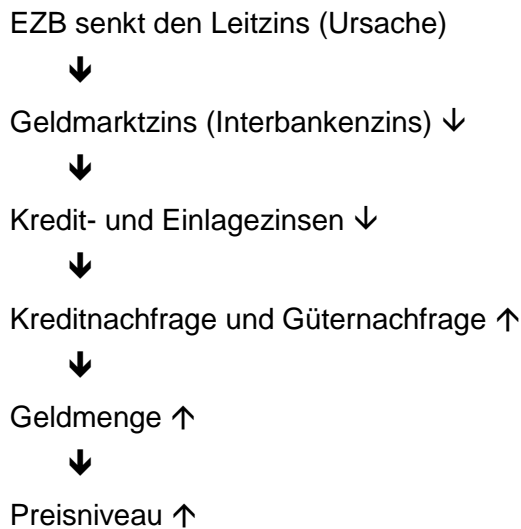 EZB senkt den Leitzins (Ursache)
🡻
Geldmarktzins (Interbankenzins) ↓
🡻
Kredit- und Einlagezinsen ↓
🡻
Kreditnachfrage und Güternachfrage ↑
🡻
Geldmenge ↑
🡻
Preisniveau ↑